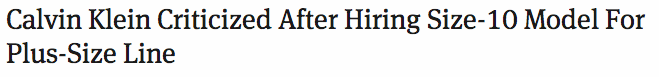 Calvin Klein Criticized After Hiring Size-10 Model For
Plus-Size Line